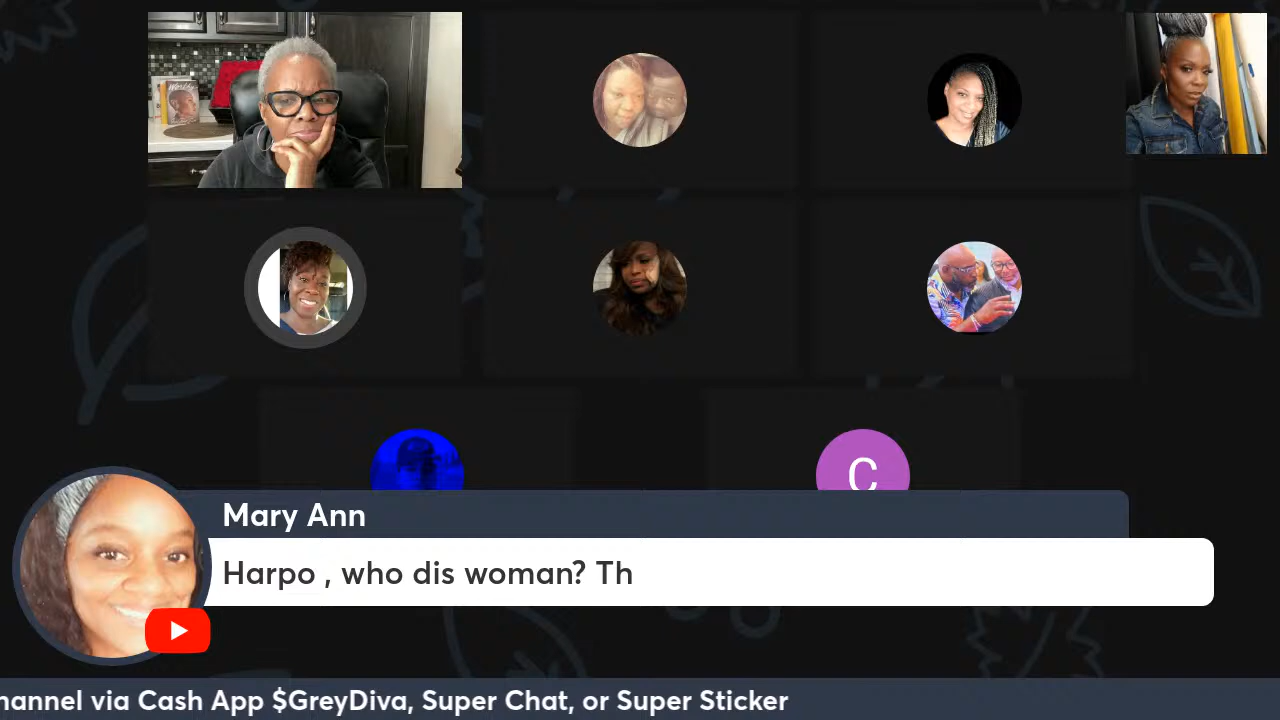 C
Mary Ann
Harpo , who dis woman? Th
hannel via Cash App $GreyDiva, Super Chat, or Super Sticker